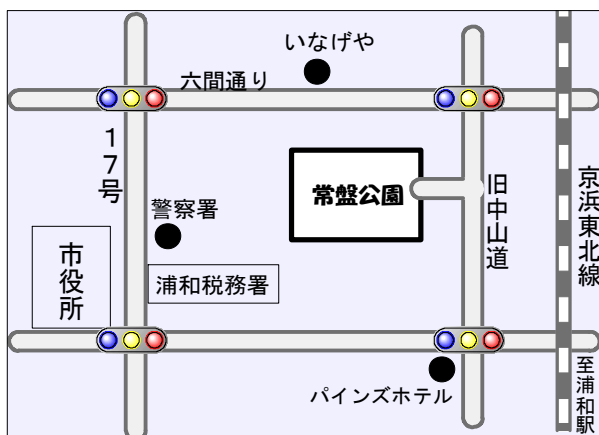 いなげや
六間通り
17号
常盤公園
旧中山道
京浜東北線
警察署
市役所
浦和税務署
パインズホテル
至浦和駅